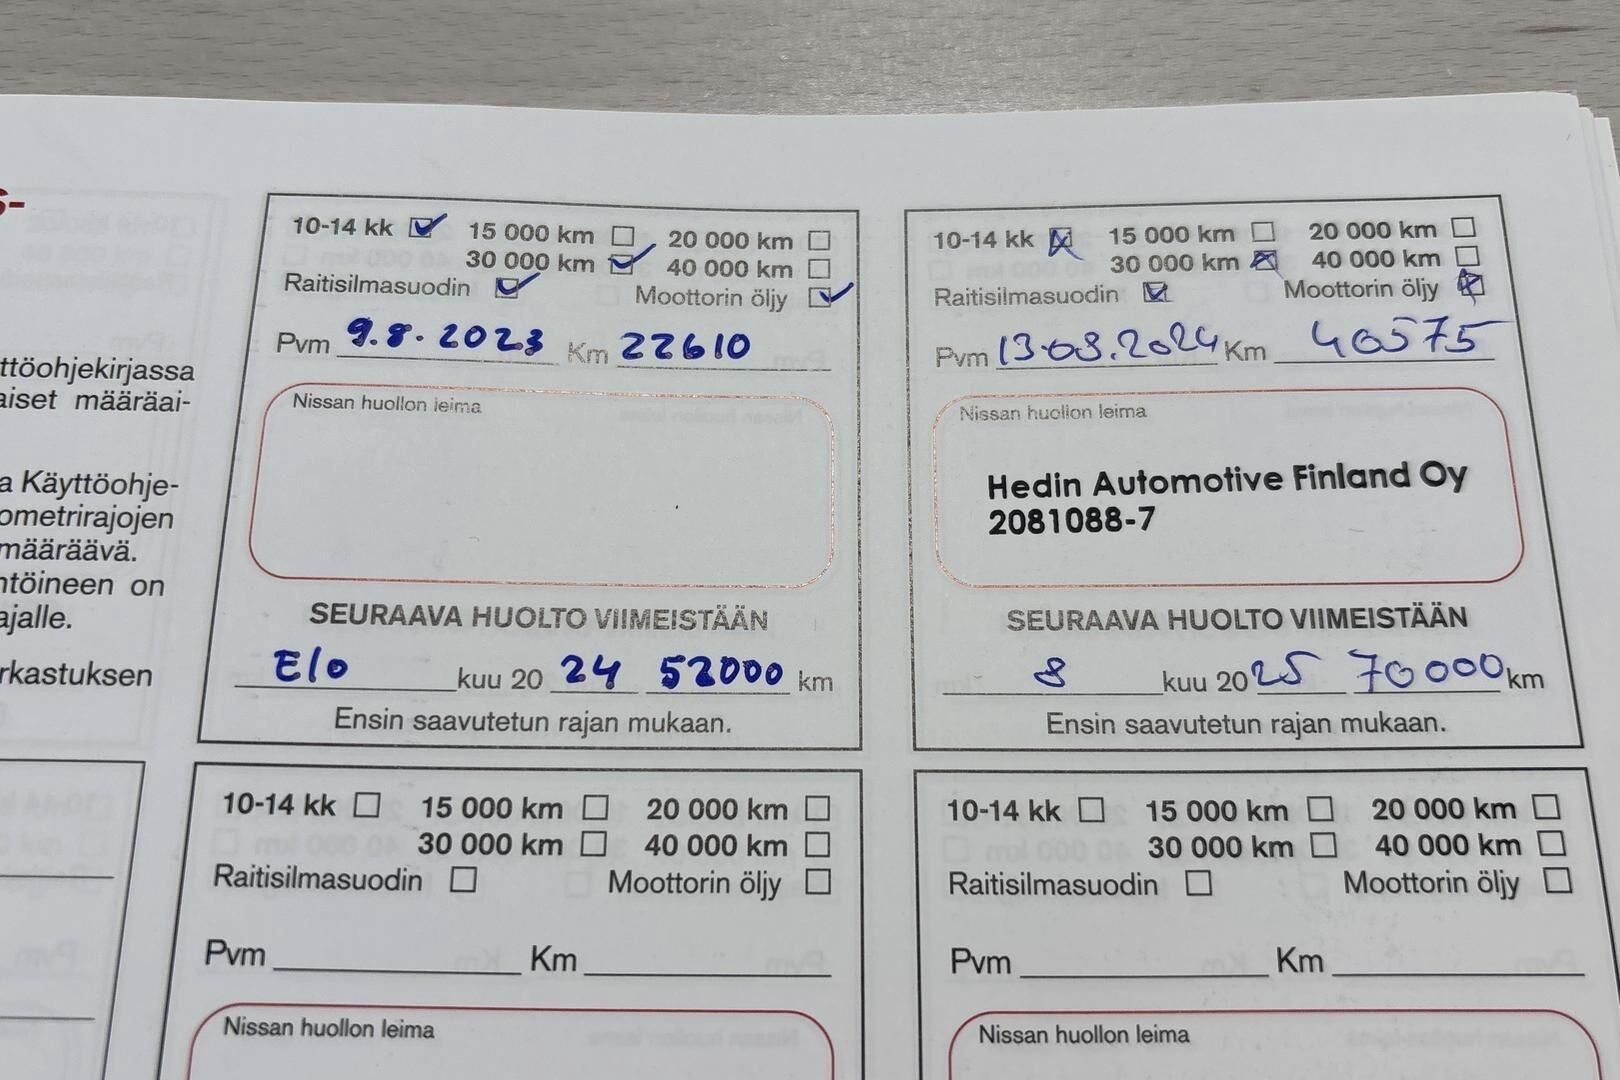 s-
ttöohjekirjassa
aiset määräai-
a Käyttöohje-
ometrirajojen
määräävä.
ntöineen on
ajalle.
rkastuksen
10-14 kk 15 000 km 20 000 km
30 000 km 40 000 km
Raitisilmasuodin Moottorin öljy
Pvm 9.8.2023 Km 22610
Nissan huollon leima
SEURAAVA HUOLTO VIIMEISTÄÄN
Elo kuu 20 24 52000 km
Ensin saavutetun rajan mukaan.
10-14 kk 15 000 km 20 000 km
30 000 km 40 000 km
Raitisilmasuodin Moottorin öljy
Pvm 13.08.2024 Km 40575
Nissan huollon leima
Hedin Automotive Finland Oy
2081088-7
SEURAAVA HUOLTO VIIMEISTÄÄN
8 kuu 20 25 70000 km
Ensin saavutetun rajan mukaan.
10-14 kk 15 000 km 20 000 km
30 000 km 40 000 km
Raitisilmasuodin Moottorin öljy
Pvm Km
Nissan huollon leima
10-14 kk 15 000 km 20 000 km
30 000 km 40 000 km
Raitisilmasuodin Moottorin öljy
Pvm Km
Nissan huollon leima